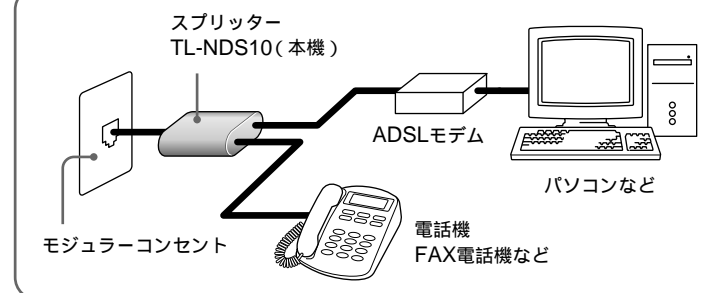 スプリッター
TL-NDS10（本機）
ADSLモデム
パソコンなど
モジュラーコンセント
電話機
FAX電話機など